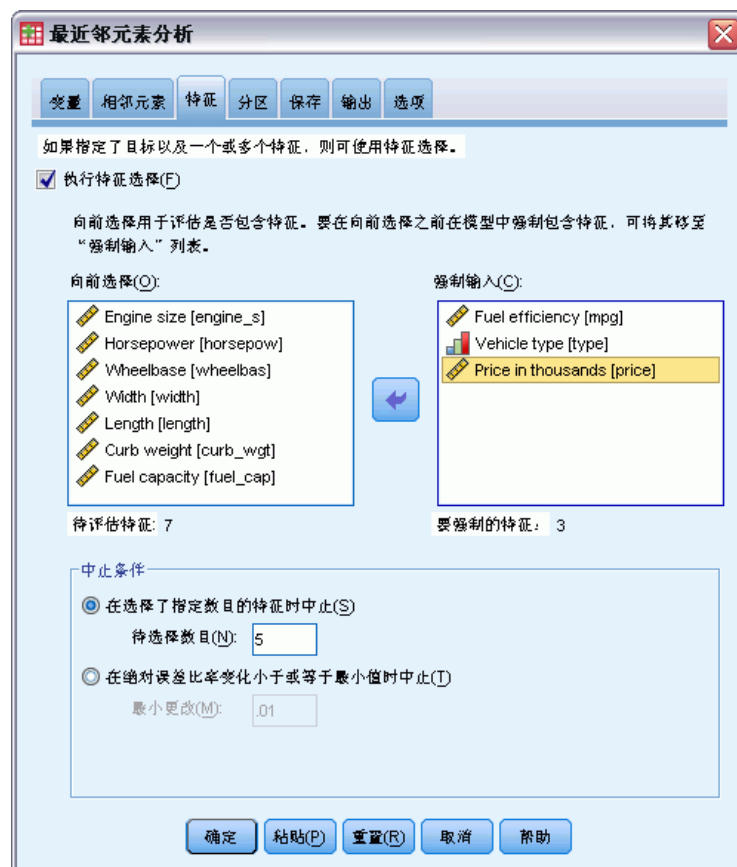 最近邻元素分析
变量 相邻元素 特征 分区 保存 输出 选项
如果指定了目标以及一个或多个特征，则可使用特征选择。
执行特征选择(F)
向前选择用于评估是否包含特征。要在向前选择之前在模型中强制包含特征，可将其移至
“强制输入”列表。
向前选择(O):
Engine size [engine_s]
Horsepower [horsepow]
Wheelbase [wheelbas]
Width [width]
Length [length]
Curb weight [curb_wgt]
Fuel capacity [fuel_cap]
待评估特征: 7
强制输入(C):
Fuel efficiency [mpg]
Vehicle type [type]
Price in thousands [price]
要强制的特征： 3
中止条件
在选择了指定数目的特征时中止(S)
待选择数目(N): 5
在绝对误差比率变化小于或等于最小值时中止(T)
最小更改(M): .01
确定 粘贴(P) 重置(R) 取消 帮助